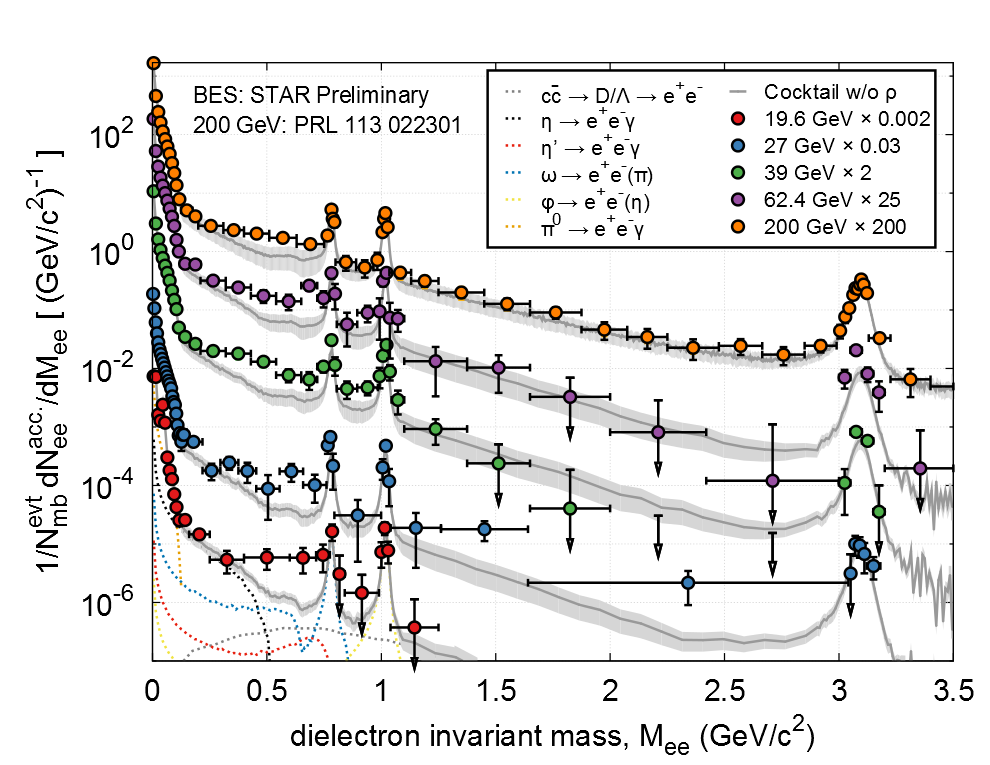 BES: STAR Preliminary
200 GeV: PRL 113 022301
cc̄ → D/Λ → e⁺e⁻
η → e⁺e⁻γ
η' → e⁺e⁻γ
ω → e⁺e⁻(π)
φ → e⁺e⁻(η)
π⁰ → e⁺e⁻γ
Cocktail w/o ρ
19.6 GeV × 0.002
27 GeV × 0.03
39 GeV × 2
62.4 GeV × 25
200 GeV × 200
1/N_mb^evt dN_ee^acc./dM_ee [ (GeV/c²)⁻¹ ]
10²
10⁰
10⁻²
10⁻⁴
10⁻⁶
0 0.5 1 1.5 2 2.5 3 3.5
dielectron invariant mass, M_ee (GeV/c²)